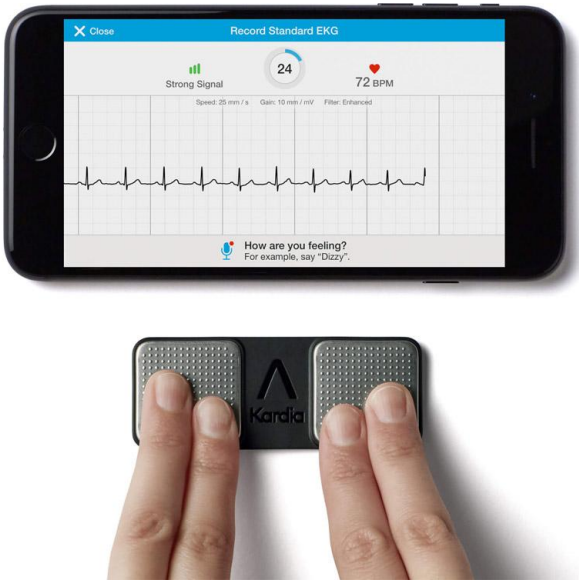 Close
Record Standard EKG
Strong Signal
24
72 BPM
Speed: 25 mm / s Gain: 10 mm / mV Filter: Enhanced
How are you feeling?
For example, say “Dizzy”.
Kardia